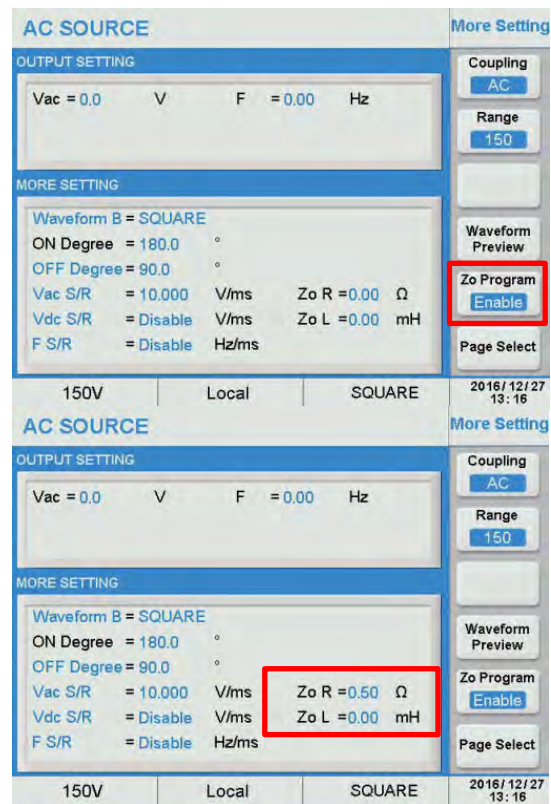 AC SOURCE
More Setting
OUTPUT SETTING
Vac = 0.0 V F = 0.00 Hz
Coupling
AC
Range
150
MORE SETTING
Waveform B = SQUARE
ON Degree = 180.0 °
OFF Degree = 90.0 °
Vac S/R = 10.000 V/ms Zo R = 0.00 Ω
Vdc S/R = Disable V/ms Zo L = 0.00 mH
F S/R = Disable Hz/ms
Waveform
Preview
Zo Program
Enable
Page Select
150V Local SQUARE
2016/12/27
13:16
AC SOURCE
More Setting
OUTPUT SETTING
Vac = 0.0 V F = 0.00 Hz
Coupling
AC
Range
150
MORE SETTING
Waveform B = SQUARE
ON Degree = 180.0 °
OFF Degree = 90.0 °
Vac S/R = 10.000 V/ms Zo R = 0.50 Ω
Vdc S/R = Disable V/ms Zo L = 0.00 mH
F S/R = Disable Hz/ms
Waveform
Preview
Zo Program
Enable
Page Select
150V Local SQUARE
2016/12/27
13:16